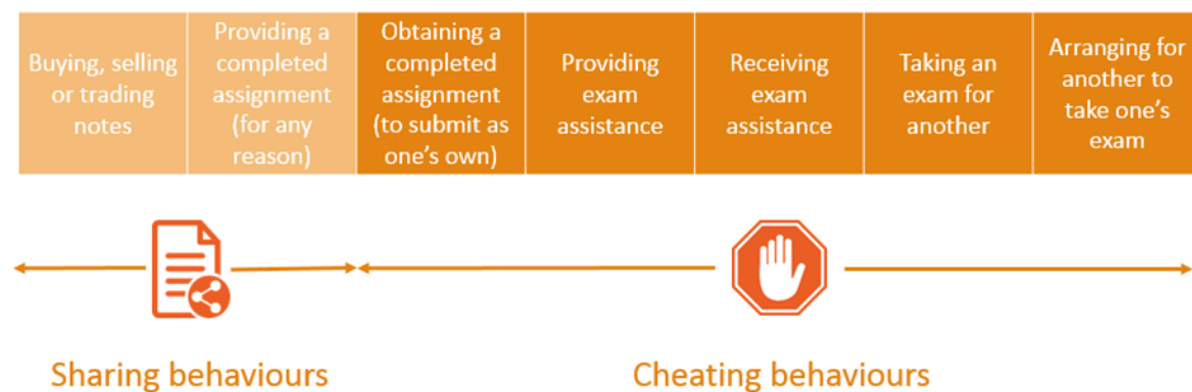 Buying, selling
or trading
notes
Providing a
completed
assignment
(for any
reason)
Obtaining a
completed
assignment
(to submit as
one's own)
Providing
exam
assistance
Receiving
exam
assistance
Taking an
exam for
another
Arranging for
another to
take one's
exam
Sharing behaviours
Cheating behaviours